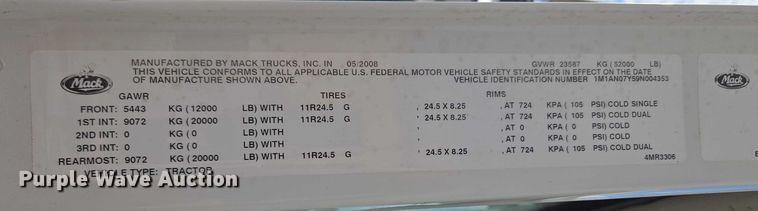 MANUFACTURED BY MACK TRUCKS, INC. IN 05/2008 GVWR 23587 KG ( 52000 LB)
THIS VEHICLE CONFORMS TO ALL APPLICABLE U.S. FEDERAL MOTOR VEHICLE SAFETY STANDARDS IN EFFECT ON THE DATE
OF MANUFACTURE SHOWN ABOVE. VEHICLE IDENTIFICATION NUMBER 1M1AN07Y59N004353
Mack
Mack
GAWR TIRES RIMS
FRONT: 5443 KG ( 12000 LB) WITH 11R24.5 G , 24.5 X 8.25 , AT 724 KPA ( 105 PSI) COLD SINGLE
1ST INT: 9072 KG ( 20000 LB) WITH 11R24.5 G , 24.5 X 8.25 , AT 724 KPA ( 105 PSI) COLD DUAL
2ND INT: 0 KG ( 0 LB) WITH , , AT 0 KPA ( 0 PSI) COLD
3RD INT: 0 KG ( 0 LB) WITH , , AT 0 KPA ( 0 PSI) COLD
REARMOST: 9072 KG ( 20000 LB) WITH 11R24.5 G , 24.5 X 8.25 , AT 724 KPA ( 105 PSI) COLD DUAL
VEHICLE TYPE: TRACTOR 4MR3306
Purple Wave Auction